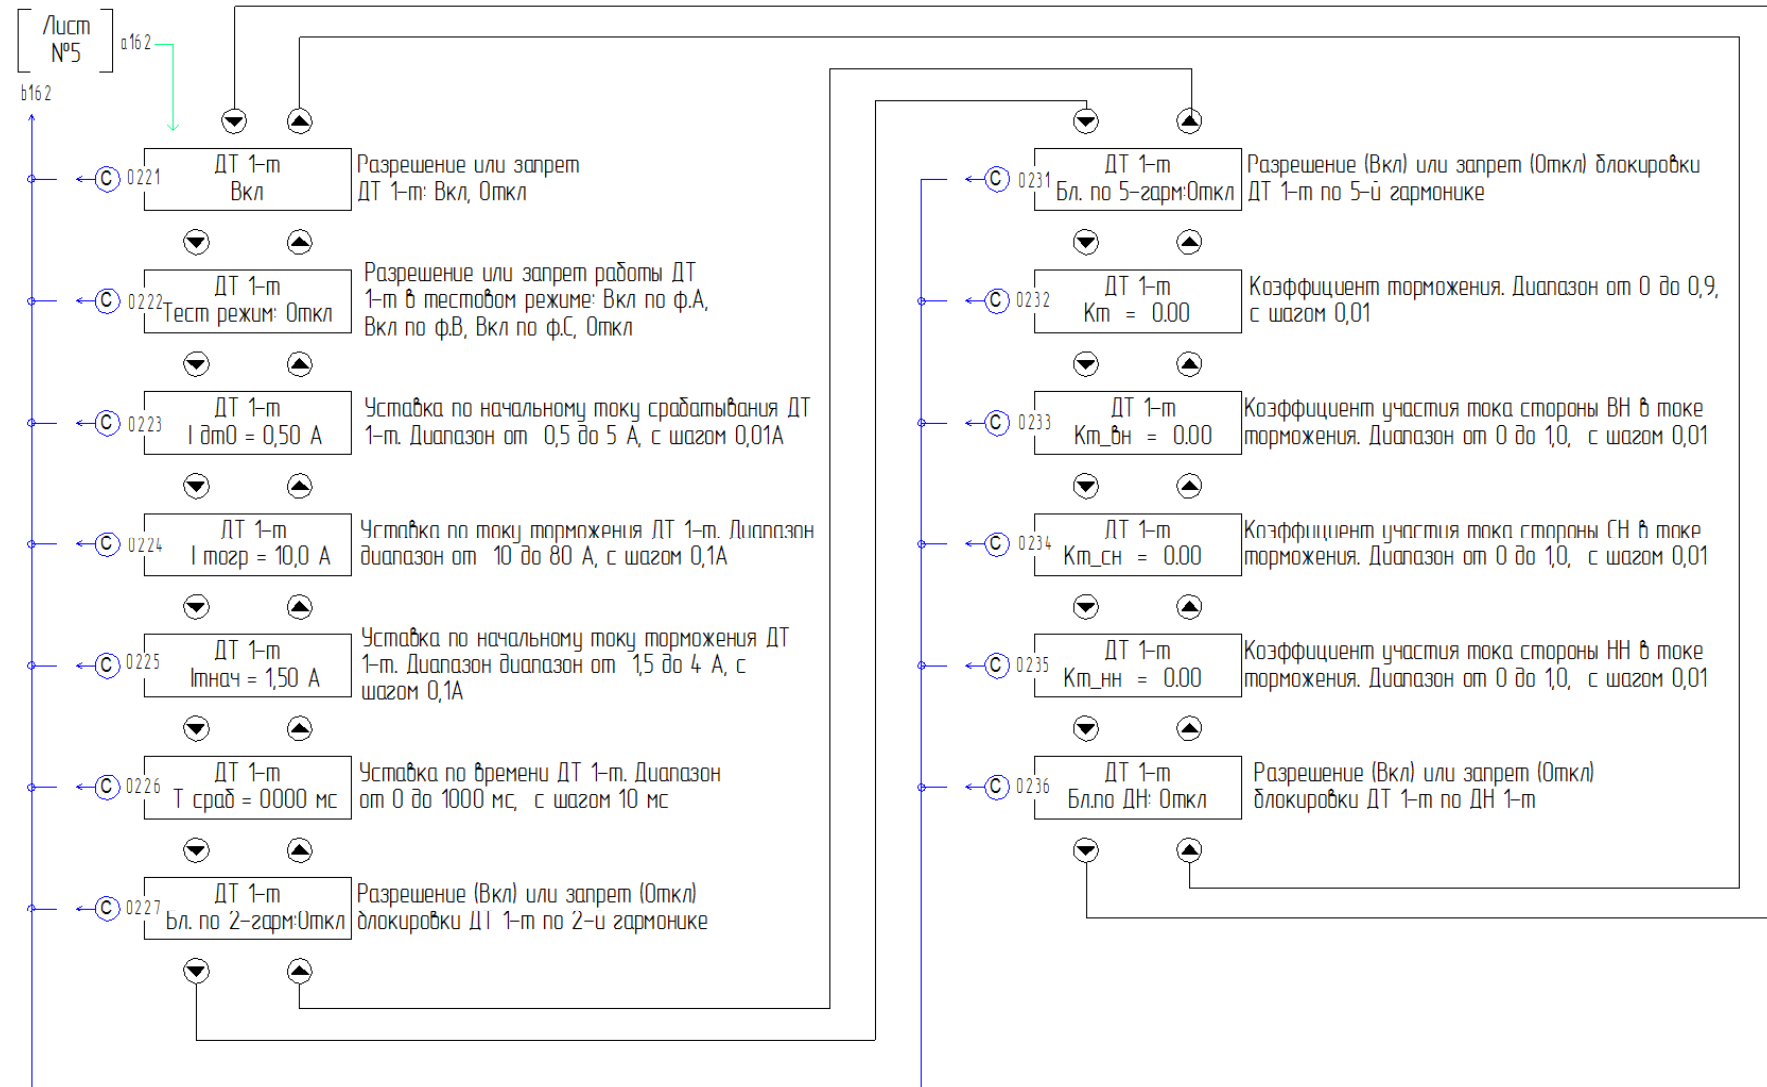 Лист
№5
a162
b162
C 0221
ДТ 1-т
Вкл
Разрешение или запрет
ДТ 1-т: Вкл, Откл
C 0222
ДТ 1-т
Тест режим: Откл
Разрешение или запрет работы ДТ
1-т в тестовом режиме: Вкл по ф.А,
Вкл по ф.В, Вкл по ф.С, Откл
C 0223
ДТ 1-т
I дт0 = 0,50 А
Уставка по начальному току срабатывания ДТ
1-т. Диапазон от 0,5 до 5 А, с шагом 0,01А
C 0224
ДТ 1-т
I тогр = 10,0 А
Уставка по току торможения ДТ 1-т. Диапазон
диапазон от 10 до 80 А, с шагом 0,1А
C 0225
ДТ 1-т
Iтнач = 1,50 А
Уставка по начальному току торможения ДТ
1-т. Диапазон диапазон от 1,5 до 4 А, с
шагом 0,1А
C 0226
ДТ 1-т
Т сраб = 0000 мс
Уставка по времени ДТ 1-т. Диапазон
от 0 до 1000 мс, с шагом 10 мс
C 0227
ДТ 1-т
Бл. по 2-гарм:Откл
Разрешение (Вкл) или запрет (Откл)
блокировки ДТ 1-т по 2-й гармонике
C 0231
ДТ 1-т
Бл. по 5-гарм:Откл
Разрешение (Вкл) или запрет (Откл) блокировки
ДТ 1-т по 5-й гармонике
C 0232
ДТ 1-т
Кт = 0.00
Коэффициент торможения. Диапазон от 0 до 0,9,
с шагом 0,01
C 0233
ДТ 1-т
Кт_вн = 0.00
Коэффициент участия тока стороны ВН в токе
торможения. Диапазон от 0 до 1,0, с шагом 0,01
C 0234
ДТ 1-т
Кт_сн = 0.00
Коэффициент участия тока стороны СН в токе
торможения. Диапазон от 0 до 1,0, с шагом 0,01
C 0235
ДТ 1-т
Кт_нн = 0.00
Коэффициент участия тока стороны НН в токе
торможения. Диапазон от 0 до 1,0, с шагом 0,01
C 0236
ДТ 1-т
Бл.по ДН: Откл
Разрешение (Вкл) или запрет (Откл)
блокировки ДТ 1-т по ДН 1-т